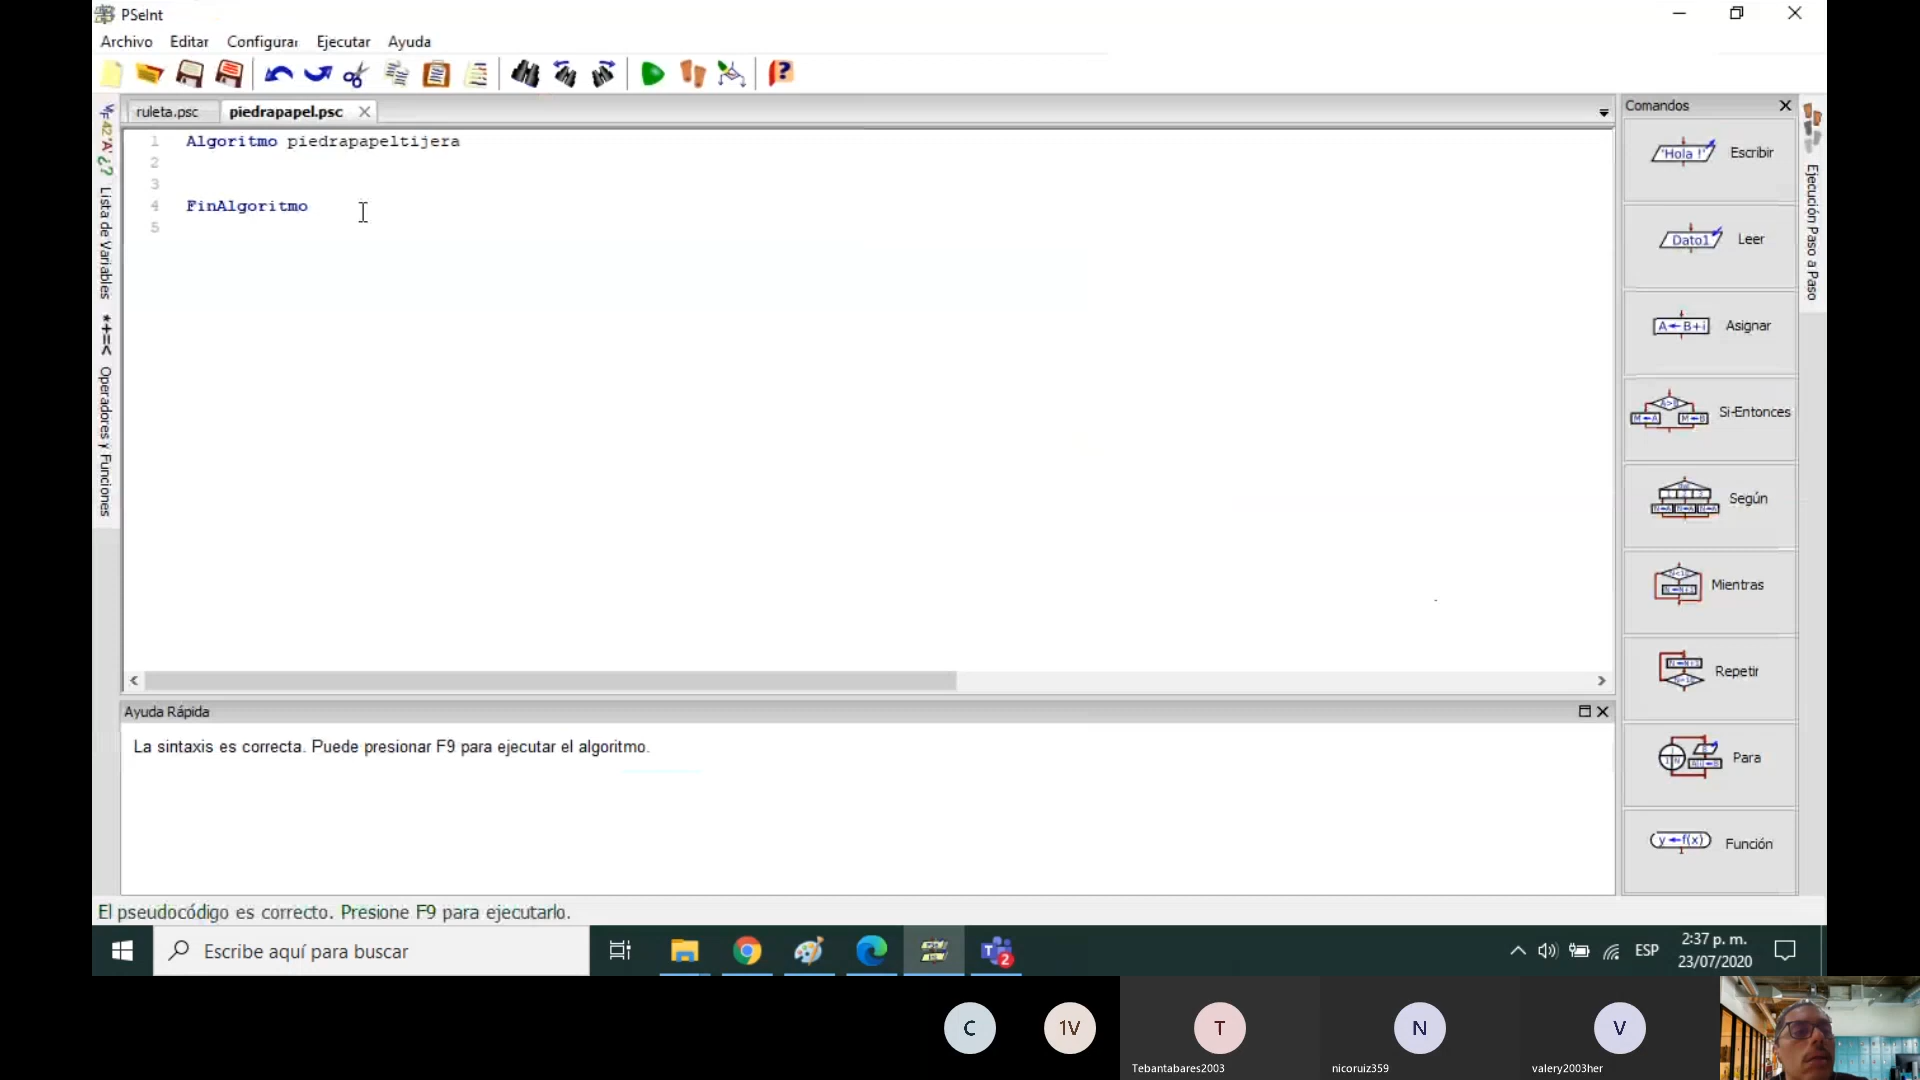 PSeInt
Archivo Editar Configurar Ejecutar Ayuda
ruleta.psc piedrapapel.psc
1 Algoritmo piedrapapeltijera
2
3
4 FinAlgoritmo
5
Lista de Variables
*+=<
Operadores y Funciones
Comandos
'Hola !' Escribir
Dato1 Leer
A←B+i Asignar
Si-Entonces
Según
Mientras
Repetir
Para
y←f(x) Función
Ejecución Paso a Paso
Ayuda Rápida
La sintaxis es correcta. Puede presionar F9 para ejecutar el algoritmo.
El pseudocódigo es correcto. Presione F9 para ejecutarlo.
Escribe aquí para buscar
2
ESP
2:37 p. m.
23/07/2020
C
1V
T
N
V
Tebantabares2003
nicoruiz359
valery2003her